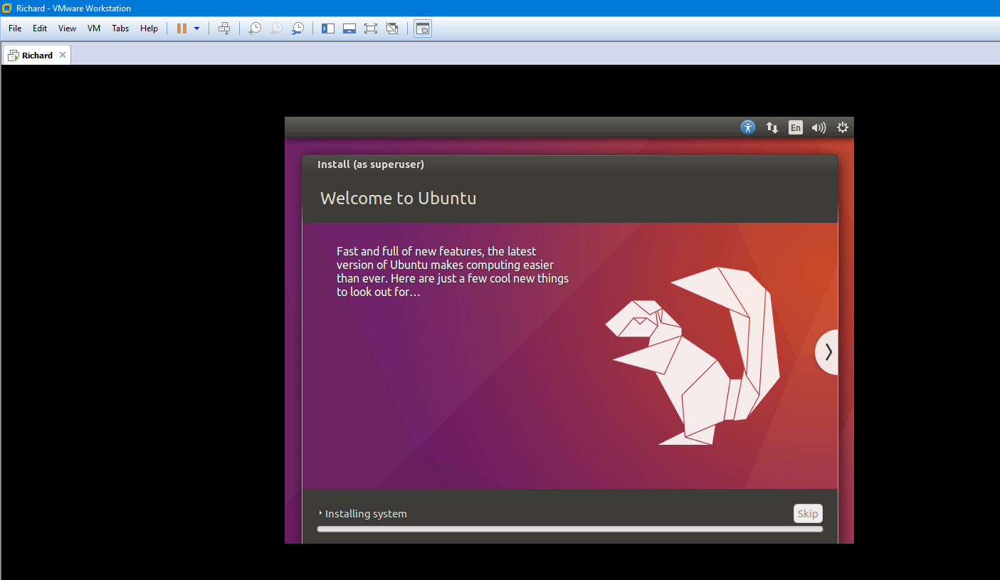 Richard - VMware Workstation
File Edit View VM Tabs Help
Richard
En
Install (as superuser)
Welcome to Ubuntu
Fast and full of new features, the latest
version of Ubuntu makes computing easier
than ever. Here are just a few cool new things
to look out for…
Installing system
Skip